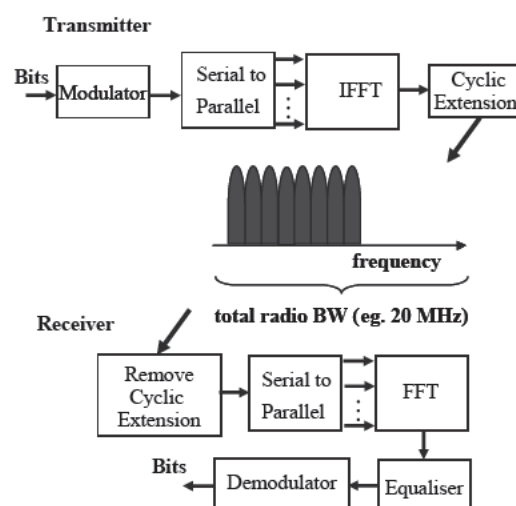 Transmitter
Bits
Modulator
Serial to
Parallel
IFFT
Cyclic
Extension
frequency
total radio BW (eg. 20 MHz)
Receiver
Remove
Cyclic
Extension
Serial to
Parallel
FFT
Bits
Demodulator
Equaliser